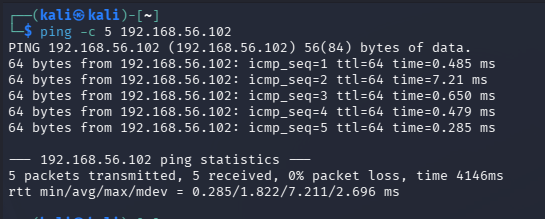 ┌──(kali㉿kali)-[~]
└─$ ping -c 5 192.168.56.102
PING 192.168.56.102 (192.168.56.102) 56(84) bytes of data.
64 bytes from 192.168.56.102: icmp_seq=1 ttl=64 time=0.485 ms
64 bytes from 192.168.56.102: icmp_seq=2 ttl=64 time=7.21 ms
64 bytes from 192.168.56.102: icmp_seq=3 ttl=64 time=0.650 ms
64 bytes from 192.168.56.102: icmp_seq=4 ttl=64 time=0.479 ms
64 bytes from 192.168.56.102: icmp_seq=5 ttl=64 time=0.285 ms

--- 192.168.56.102 ping statistics ---
5 packets transmitted, 5 received, 0% packet loss, time 4146ms
rtt min/avg/max/mdev = 0.285/1.822/7.211/2.696 ms